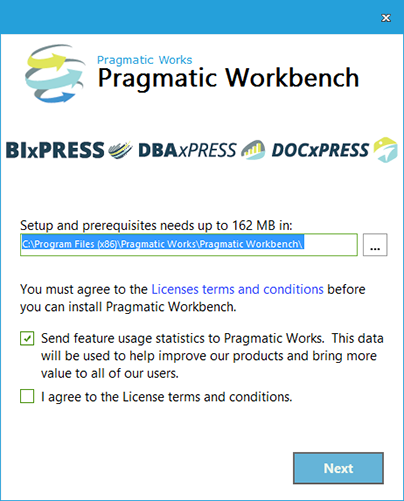 Pragmatic Works
Pragmatic Workbench
BIxPRESS DBAxPRESS DOCxPRESS
Setup and prerequisites needs up to 162 MB in:
C:\Program Files (x86)\Pragmatic Works\Pragmatic Workbench\
...
You must agree to the Licenses terms and conditions before
you can install Pragmatic Workbench.
Send feature usage statistics to Pragmatic Works. This data
will be used to help improve our products and bring more
value to all of our users.
I agree to the License terms and conditions.
Next